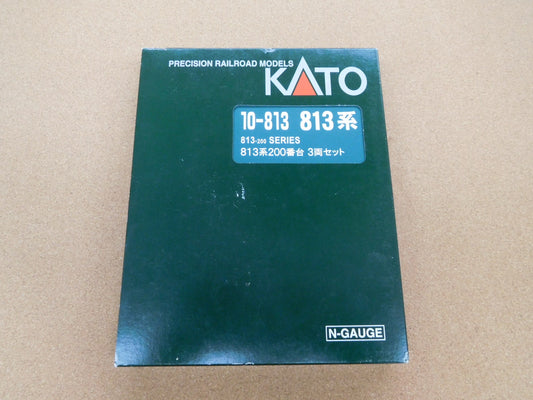 PRECISION RAILROAD MODELS
KATO
10-813 813系
813-200 SERIES
813系200番台 3両セット
N-GAUGE